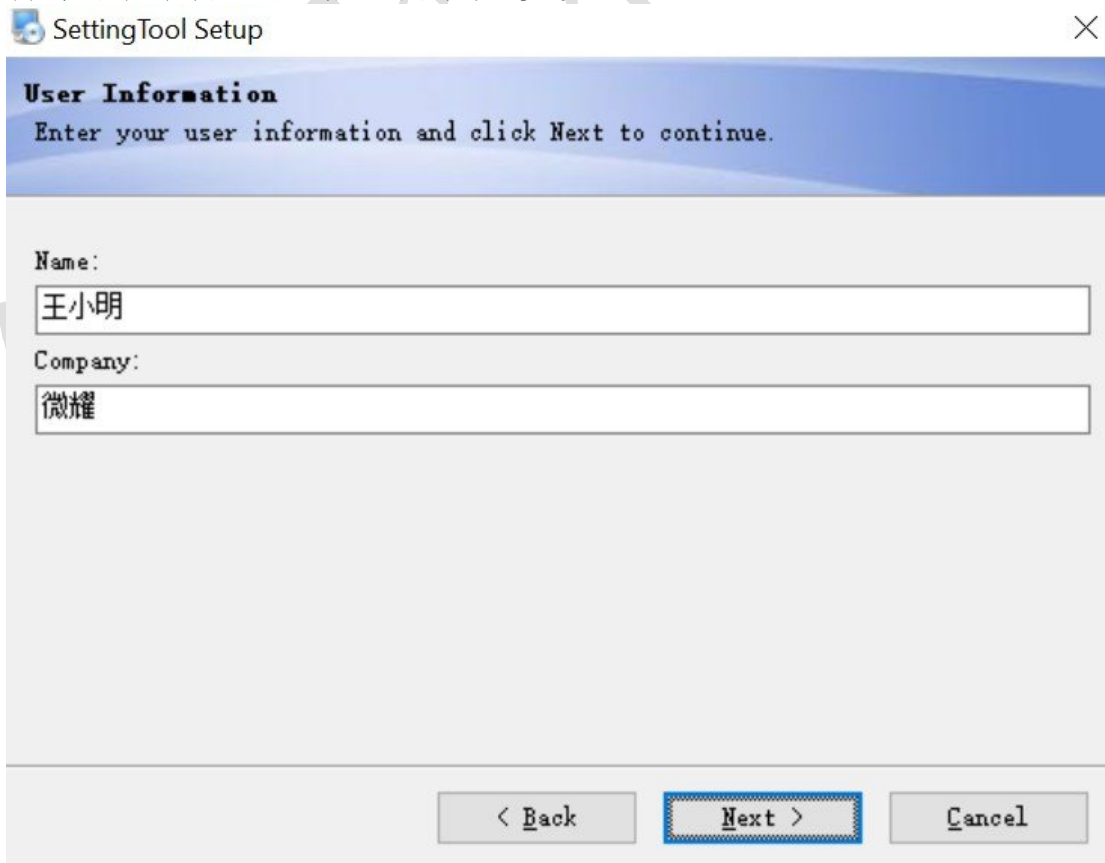 SettingTool Setup
User Information
Enter your user information and click Next to continue.
Name:
王小明
Company:
微耀
< Back
Next >
Cancel